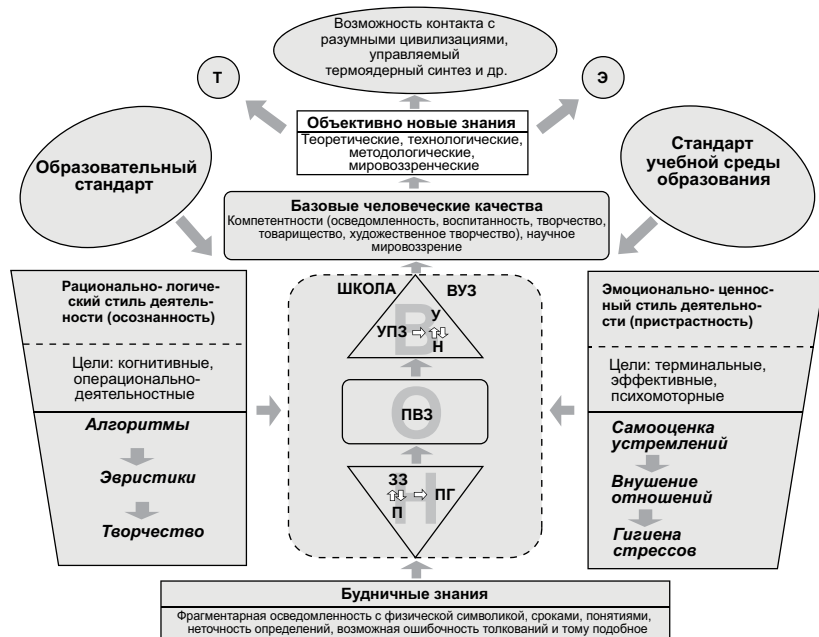 Возможность контакта с
разумными цивилизациями,
управляемый
термоядерный синтез и др.
Т
Э
Объективно новые знания
Теоретические, технологические,
методологические,
мировоззренческие
Образовательный
стандарт
Стандарт
учебной среды
образования
Базовые человеческие качества
Компетентности (осведомленность, воспитанность, творчество,
товарищество, художественное творчество), научное
мировоззрение
Рационально- логи-
ческий стиль деятель-
ности (осознанность)
Цели: когнитивные,
операционально-
деятельностные
Алгоритмы
Эвристики
Творчество
ШКОЛА
ВУЗ
В
У
УПЗ
Н
О
ПВЗ
Н
ЗЗ
ПГ
П
Эмоционально- ценнос-
ный стиль деятельно-
сти (пристрастность)
Цели: терминальные,
эффективные,
психомоторные
Самооценка
устремлений
Внушение
отношений
Гигиена
стрессов
Будничные знания
Фрагментарная осведомленность с физической символикой, сроками, понятиями,
неточность определений, возможная ошибочность толкований и тому подобное